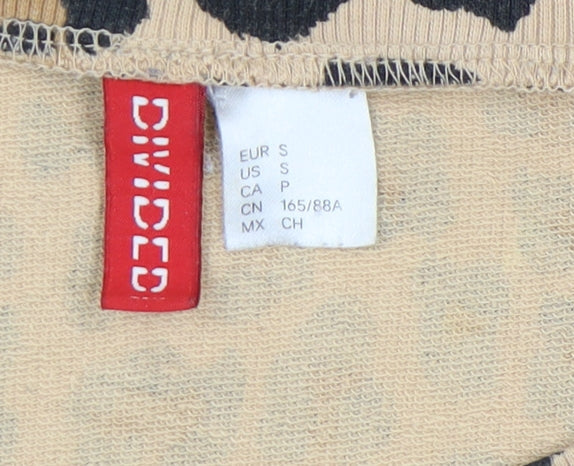 DIVIDED
EUR S
US S
CA P
CN 165/88A
MX CH